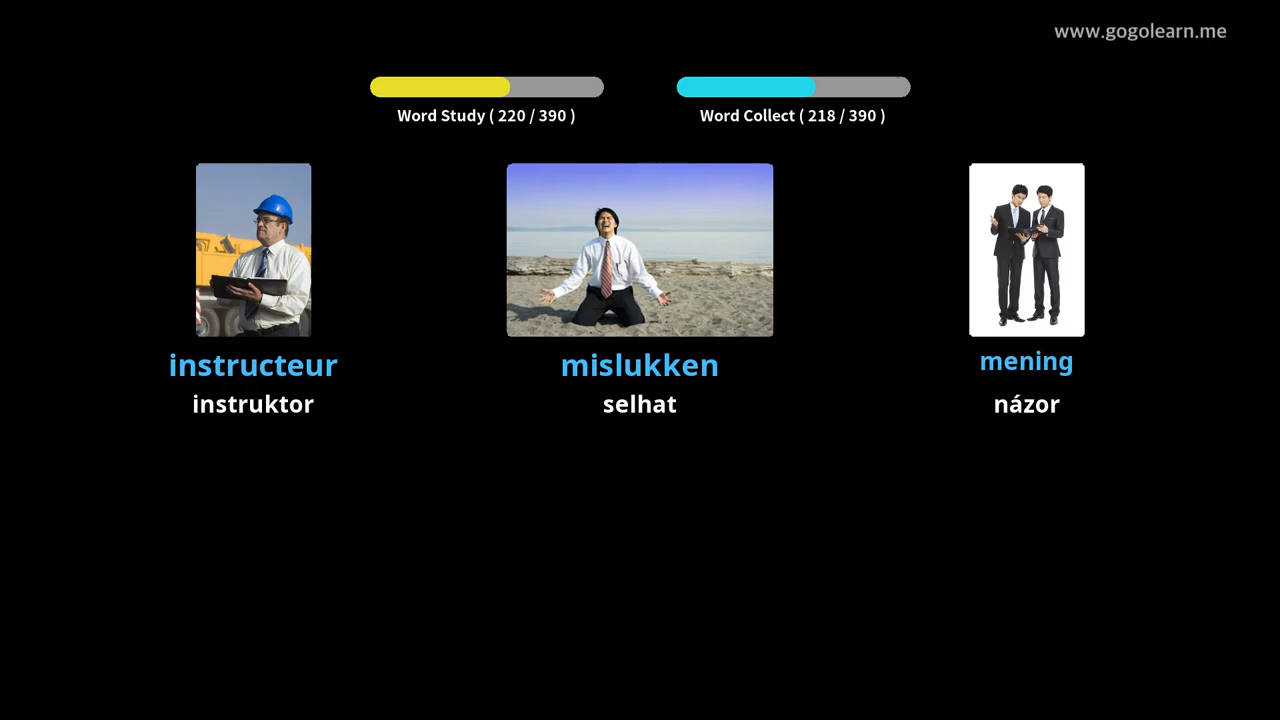 www.gogolearn.me
Word Study ( 220 / 390 )
Word Collect ( 218 / 390 )
instructeur
instruktor
mislukken
selhat
mening
názor